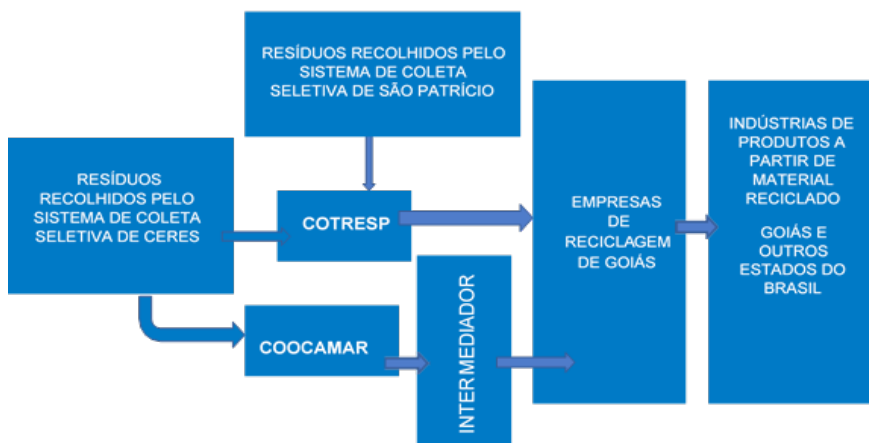 RESÍDUOS RECOLHIDOS PELO
SISTEMA DE COLETA
SELETIVA DE SÃO PATRÍCIO
RESÍDUOS
RECOLHIDOS PELO
SISTEMA DE COLETA
SELETIVA DE CERES
COTRESP
COOCAMAR
INTERMEDIADOR
EMPRESAS
DE
RECICLAGEM
DE GOIÁS
INDÚSTRIAS DE
PRODUTOS A
PARTIR DE
MATERIAL
RECICLADO
GOIÁS E
OUTROS
ESTADOS DO
BRASIL